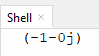 Shell ×
(-1-0j)